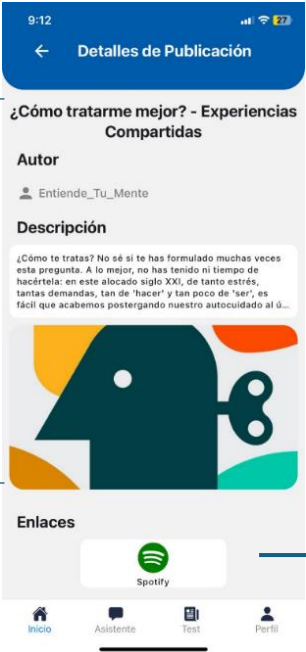 9:12
27
Detalles de Publicación
¿Cómo tratarme mejor? - Experiencias
Compartidas
Autor
Entiende_Tu_Mente
Descripción
¿Cómo te tratas? No sé si te has formulado muchas veces
esta pregunta. A lo mejor, no has tenido ni tiempo de
hacértela: en este alocado siglo XXI, de tanto estrés,
tantas demandas, tan de 'hacer' y tan poco de 'ser', es
fácil que acabemos postergando nuestro autocuidado al ú...
Enlaces
Spotify
Inicio Asistente Test Perfil